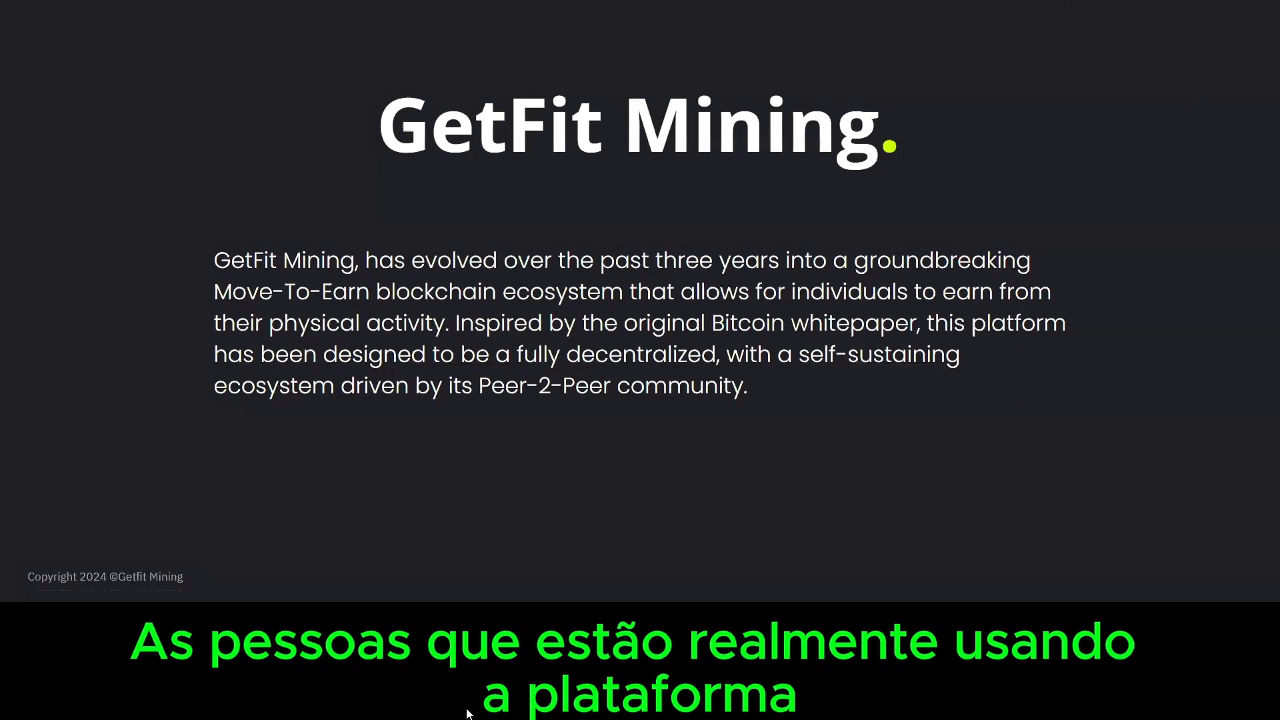 GetFit Mining.
GetFit Mining, has evolved over the past three years into a groundbreaking
Move-To-Earn blockchain ecosystem that allows for individuals to earn from
their physical activity. Inspired by the original Bitcoin whitepaper, this platform
has been designed to be a fully decentralized, with a self-sustaining
ecosystem driven by its Peer-2-Peer community.
Copyright 2024 ©Getfit Mining
As pessoas que estão realmente usando
a plataforma